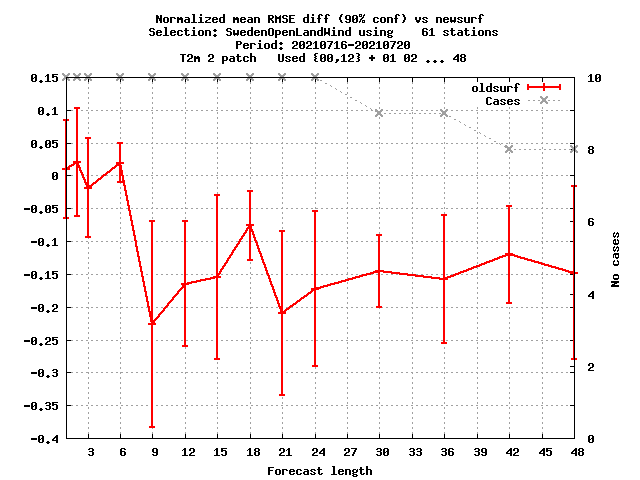 Normalized mean RMSE diff (90% conf) vs newsurf
Selection: SwedenOpenLandWind using    61 stations
Period: 20210716-20210720
T2m 2 patch   Used {00,12} + 01 02 ... 48
oldsurf
Cases
0.15
0.1
0.05
0
-0.05
-0.1
-0.15
-0.2
-0.25
-0.3
-0.35
-0.4
10
8
6
4
2
0
No cases
3 6 9 12 15 18 21 24 27 30 33 36 39 42 45 48
Forecast length